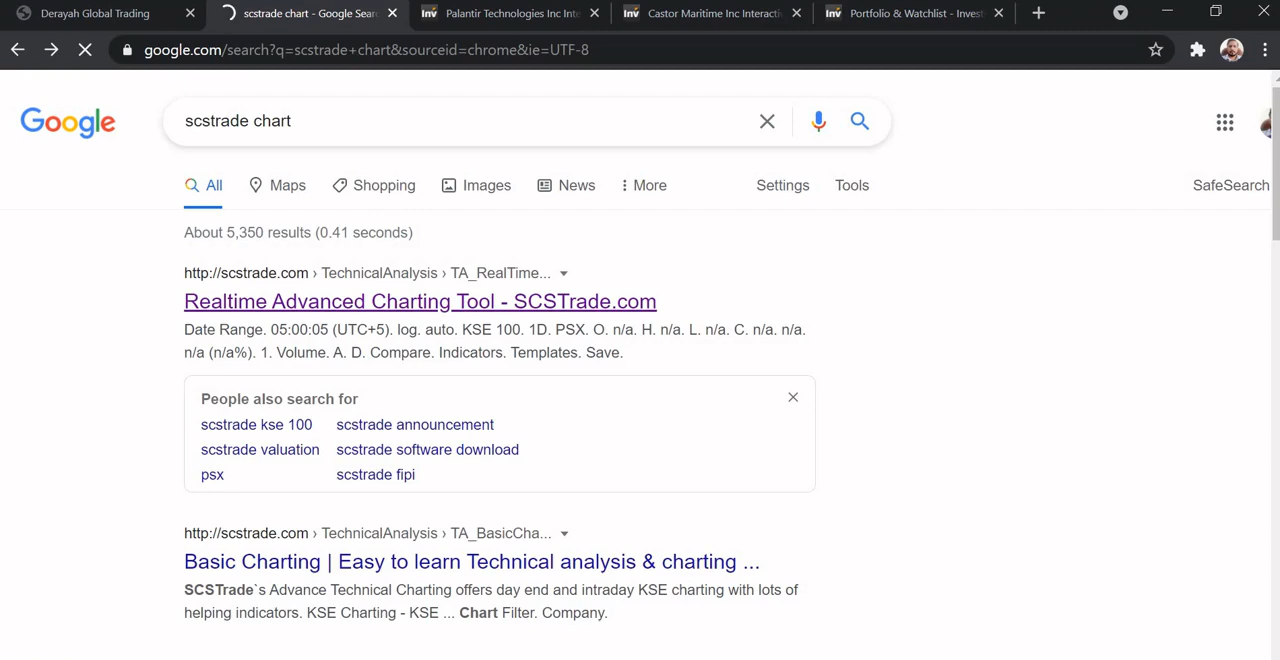 Derayah Global Trading
scstrade chart - Google Sear
Palantir Technologies Inc Inte
Castor Maritime Inc Interacti
Portfolio & Watchlist - Invest
google.com/search?q=scstrade+chart&sourceid=chrome&ie=UTF-8
Google
scstrade chart
All
Maps
Shopping
Images
News
More
Settings
Tools
SafeSearch
About 5,350 results (0.41 seconds)
http://scstrade.com › TechnicalAnalysis › TA_RealTime...
Realtime Advanced Charting Tool - SCSTrade.com
Date Range. 05:00:05 (UTC+5). log. auto. KSE 100. 1D. PSX. O. n/a. H. n/a. L. n/a. C. n/a. n/a.
n/a (n/a%). 1. Volume. A. D. Compare. Indicators. Templates. Save.
People also search for
scstrade kse 100
scstrade announcement
scstrade valuation
scstrade software download
psx
scstrade fipi
http://scstrade.com › TechnicalAnalysis › TA_BasicCha...
Basic Charting | Easy to learn Technical analysis & charting ...
SCSTrade`s Advance Technical Charting offers day end and intraday KSE charting with lots of
helping indicators. KSE Charting - KSE ... Chart Filter. Company.